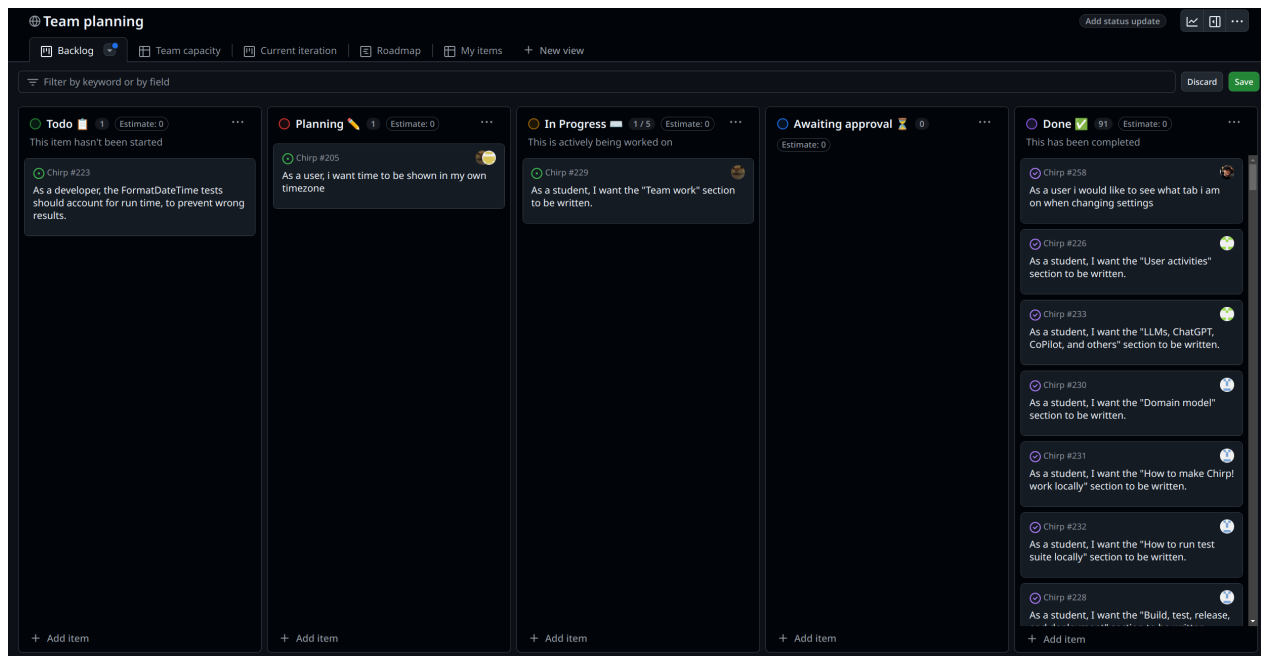 Team planning
Add status update
Backlog
Team capacity
Current iteration
Roadmap
My items
+ New view
Filter by keyword or by field
Discard
Save
Todo 📋 1 Estimate: 0
This item hasn't been started
Chirp #223
As a developer, the FormatDateTime tests
should account for run time, to prevent wrong
results.
+ Add item
Planning ✏️ 1 Estimate: 0
Chirp #205
As a user, i want time to be shown in my own
timezone
+ Add item
In Progress ⌨️ 1 / 5 Estimate: 0
This is actively being worked on
Chirp #229
As a student, I want the "Team work" section
to be written.
+ Add item
Awaiting approval ⏳ 0
Estimate: 0
+ Add item
Done ✅ 91 Estimate: 0
This has been completed
Chirp #258
As a user i would like to see what tab i am
on when changing settings
Chirp #226
As a student, I want the "User activities"
section to be written.
Chirp #233
As a student, I want the "LLMs, ChatGPT,
CoPilot, and others" section to be written.
Chirp #230
As a student, I want the "Domain model"
section to be written.
Chirp #231
As a student, I want the "How to make Chirp!
work locally" section to be written.
Chirp #232
As a student, I want the "How to run test
suite locally" section to be written.
Chirp #228
As a student, I want the "Build, test, release,
+ Add item